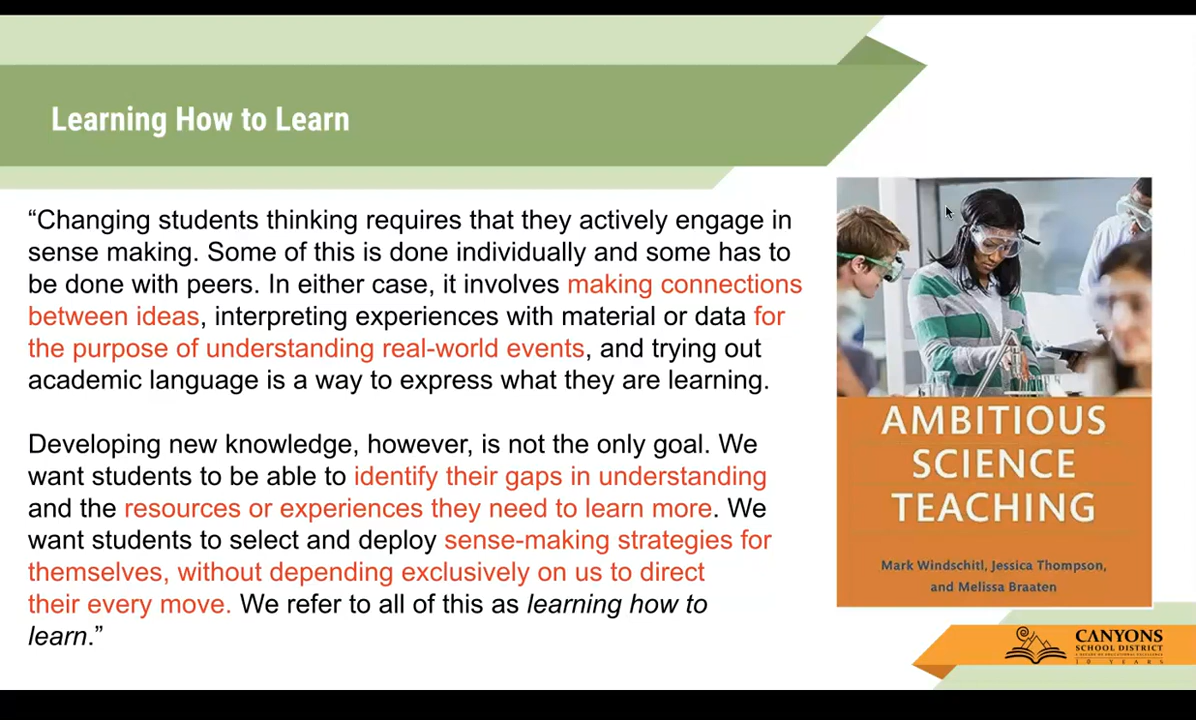 Learning How to Learn
“Changing students thinking requires that they actively engage in
sense making. Some of this is done individually and some has to
be done with peers. In either case, it involves making connections
between ideas, interpreting experiences with material or data for
the purpose of understanding real-world events, and trying out
academic language is a way to express what they are learning.
Developing new knowledge, however, is not the only goal. We
want students to be able to identify their gaps in understanding
and the resources or experiences they need to learn more. We
want students to select and deploy sense-making strategies for
themselves, without depending exclusively on us to direct
their every move. We refer to all of this as learning how to
learn.”
AMBITIOUS
SCIENCE
TEACHING
Mark Windschitl, Jessica Thompson,
and Melissa Braaten
CANYONS
SCHOOL DISTRICT
10 YEARS